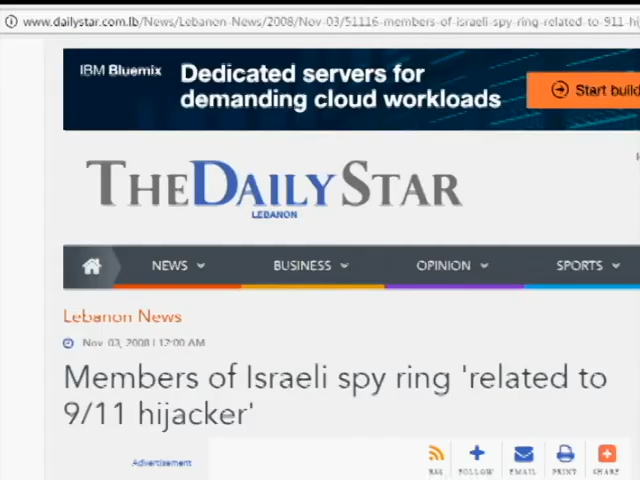 www.dailystar.com.lb/News/Lebanon-News/2008/Nov-03/51116-members-of-israeli-spy-ring-related-to-911-hij
IBM Bluemix
Dedicated servers for
demanding cloud workloads
Start build
THE DAILY STAR
LEBANON
NEWS BUSINESS OPINION SPORTS
Lebanon News
Nov. 03, 2008 | 12:00 AM
Members of Israeli spy ring 'related to
9/11 hijacker'
Advertisement
RSS FOLLOW EMAIL PRINT SHARE